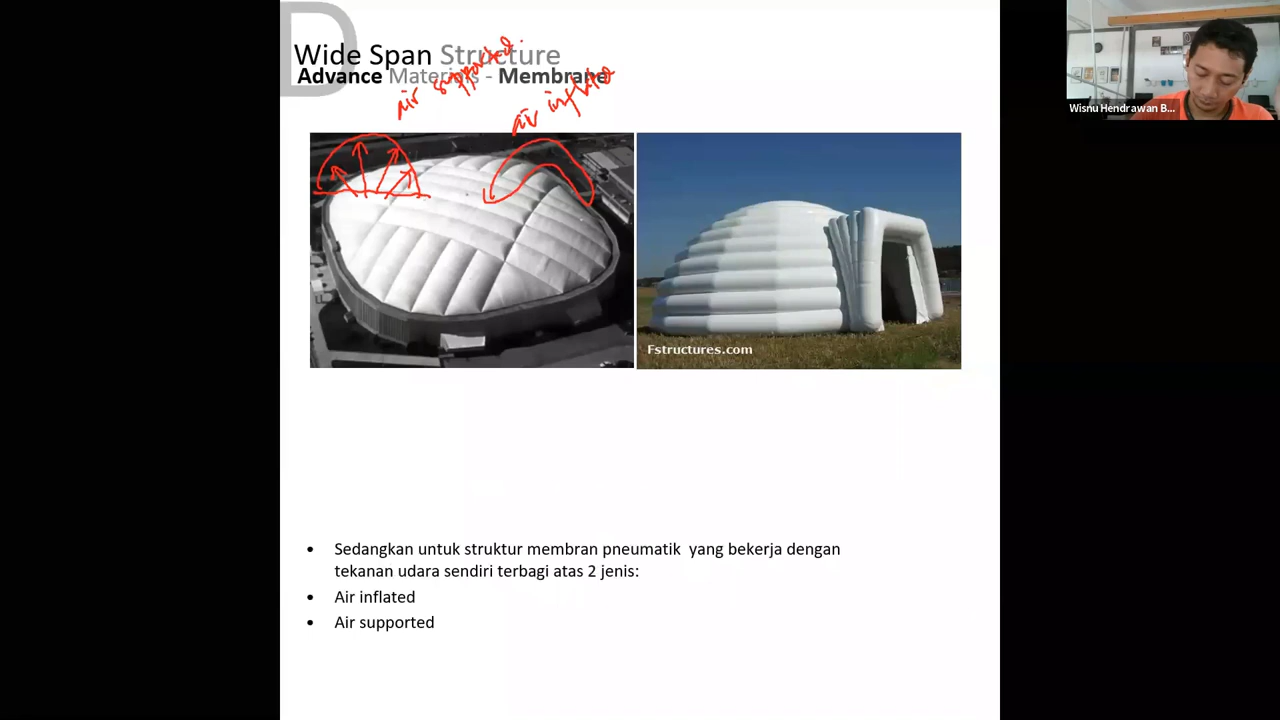 D
Wide Span Structure
Advance Materials - Membrane
air supported
air inflated
Wisnu Hendrawan B...
Fstructures.com
• Sedangkan untuk struktur membran pneumatik yang bekerja dengan
tekanan udara sendiri terbagi atas 2 jenis:
• Air inflated
• Air supported